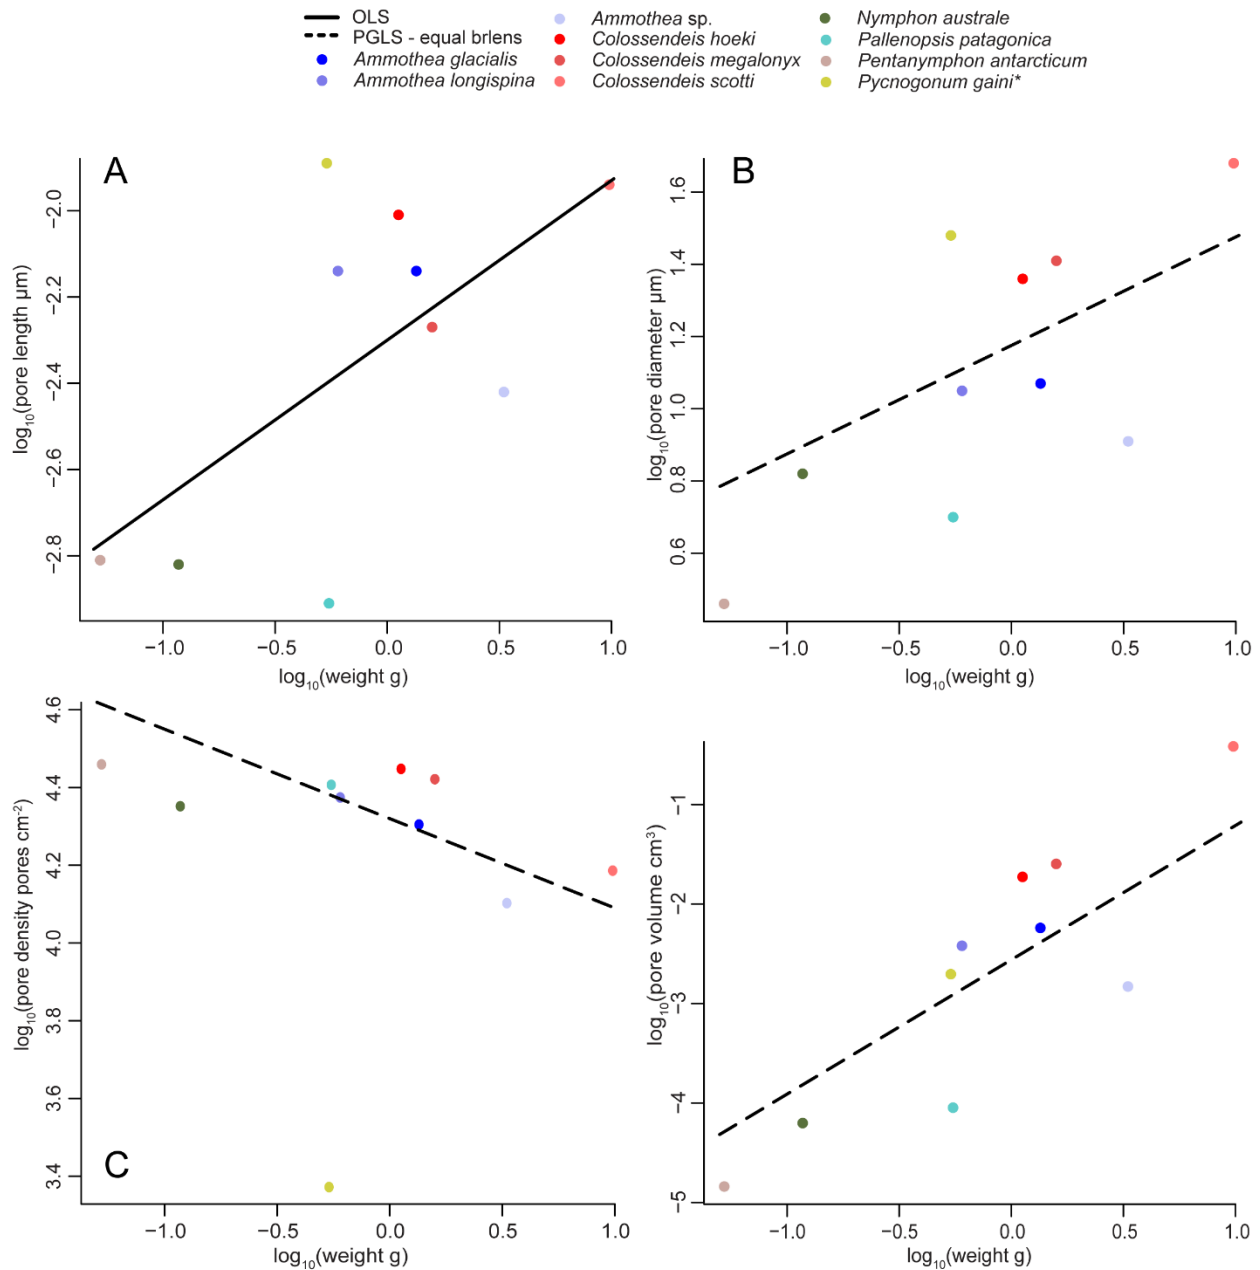 OLS
PGLS - equal brlens
Ammothea glacialis
Ammothea longispina
Ammothea sp.
Colossendeis hoeki
Colossendeis megalonyx
Colossendeis scotti
Nymphon australe
Pallenopsis patagonica
Pentanymphon antarcticum
Pycnogonum gaini*
A
log₁₀(pore length µm)
−2.0
−2.2
−2.4
−2.6
−2.8
−1.0 −0.5 0.0 0.5 1.0
log₁₀(weight g)
B
log₁₀(pore diameter µm)
1.6
1.4
1.2
1.0
0.8
0.6
−1.0 −0.5 0.0 0.5 1.0
log₁₀(weight g)
C
log₁₀(pore density pores cm⁻²)
4.6
4.4
4.2
4.0
3.8
3.6
3.4
−1.0 −0.5 0.0 0.5 1.0
log₁₀(weight g)
log₁₀(pore volume cm³)
−1
−2
−3
−4
−5
−1.0 −0.5 0.0 0.5 1.0
log₁₀(weight g)